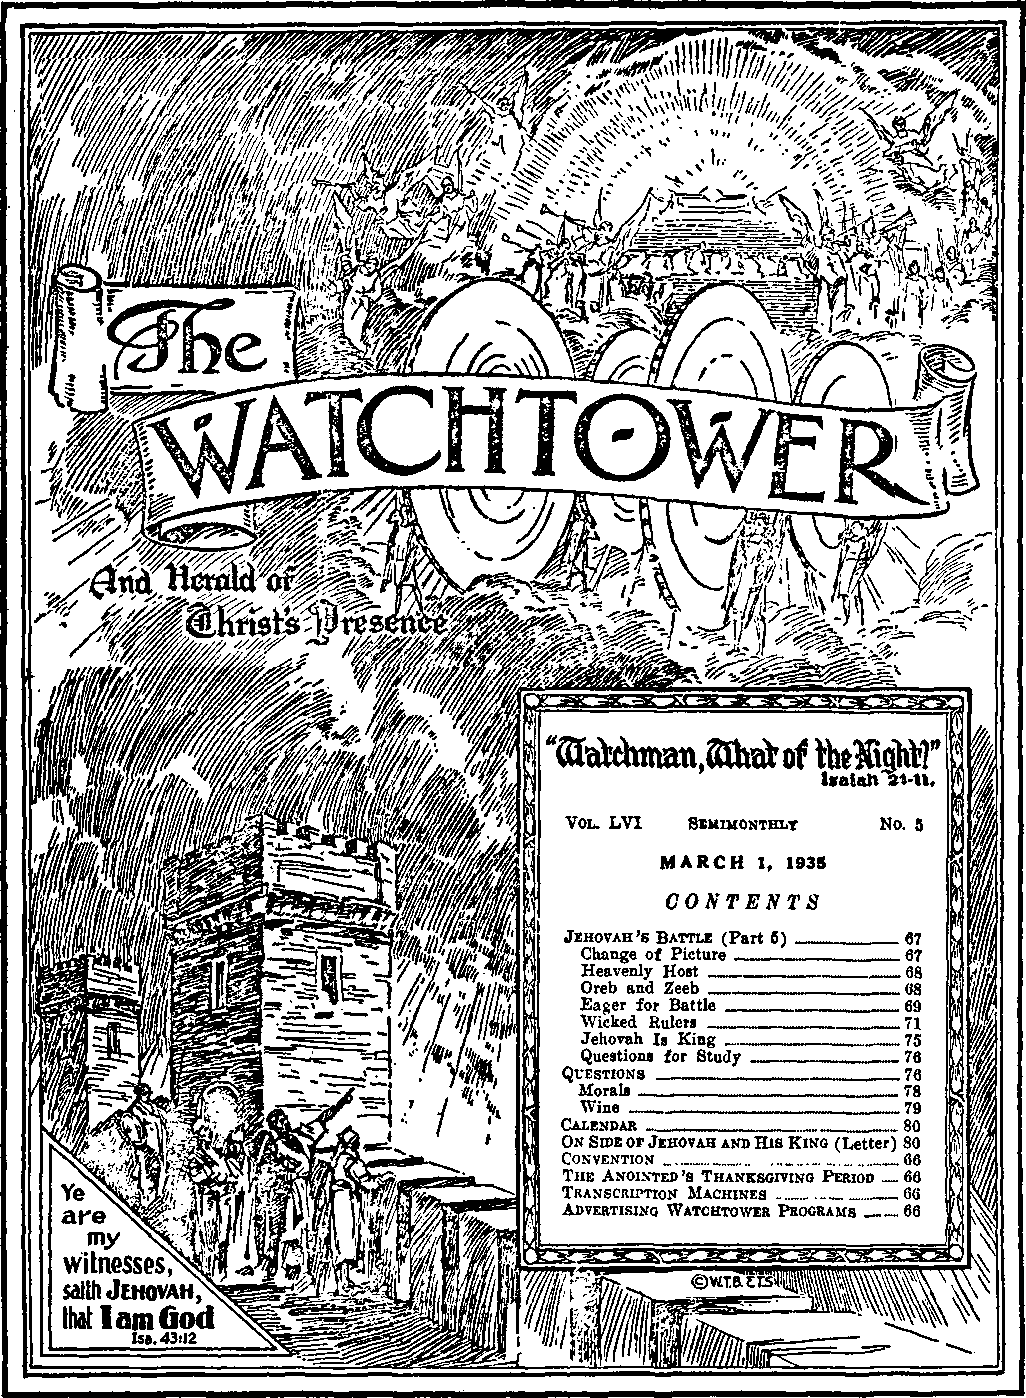 The
WATCHTOWER
And Herald of
Christ's Presence
"Watchman, What of the Night?"
Isaiah 21-11.
VOL. LVI SEMIMONTHLY No. 5
MARCH 1, 1935
CONTENTS
JEHOVAH'S BATTLE (Part 5) 67
Change of Picture 67
Heavenly Host 68
Oreb and Zeeb 68
Eager for Battle 69
Wicked Rulers 71
Jehovah Is King 75
Questions for Study 76
QUESTIONS 76
Morals 78
Wine 79
CALENDAR 80
ON SIDE OF JEHOVAH AND HIS KING (Letter) 80
CONVENTION 66
THE ANOINTED'S THANKSGIVING PERIOD 66
TRANSCRIPTION MACHINES 66
ADVERTISING WATCHTOWER PROGRAMS 66
Ye
are
my
witnesses,
saith JEHOVAH,
that I am God
Isa. 43:12
©W.T.B.&T.S.